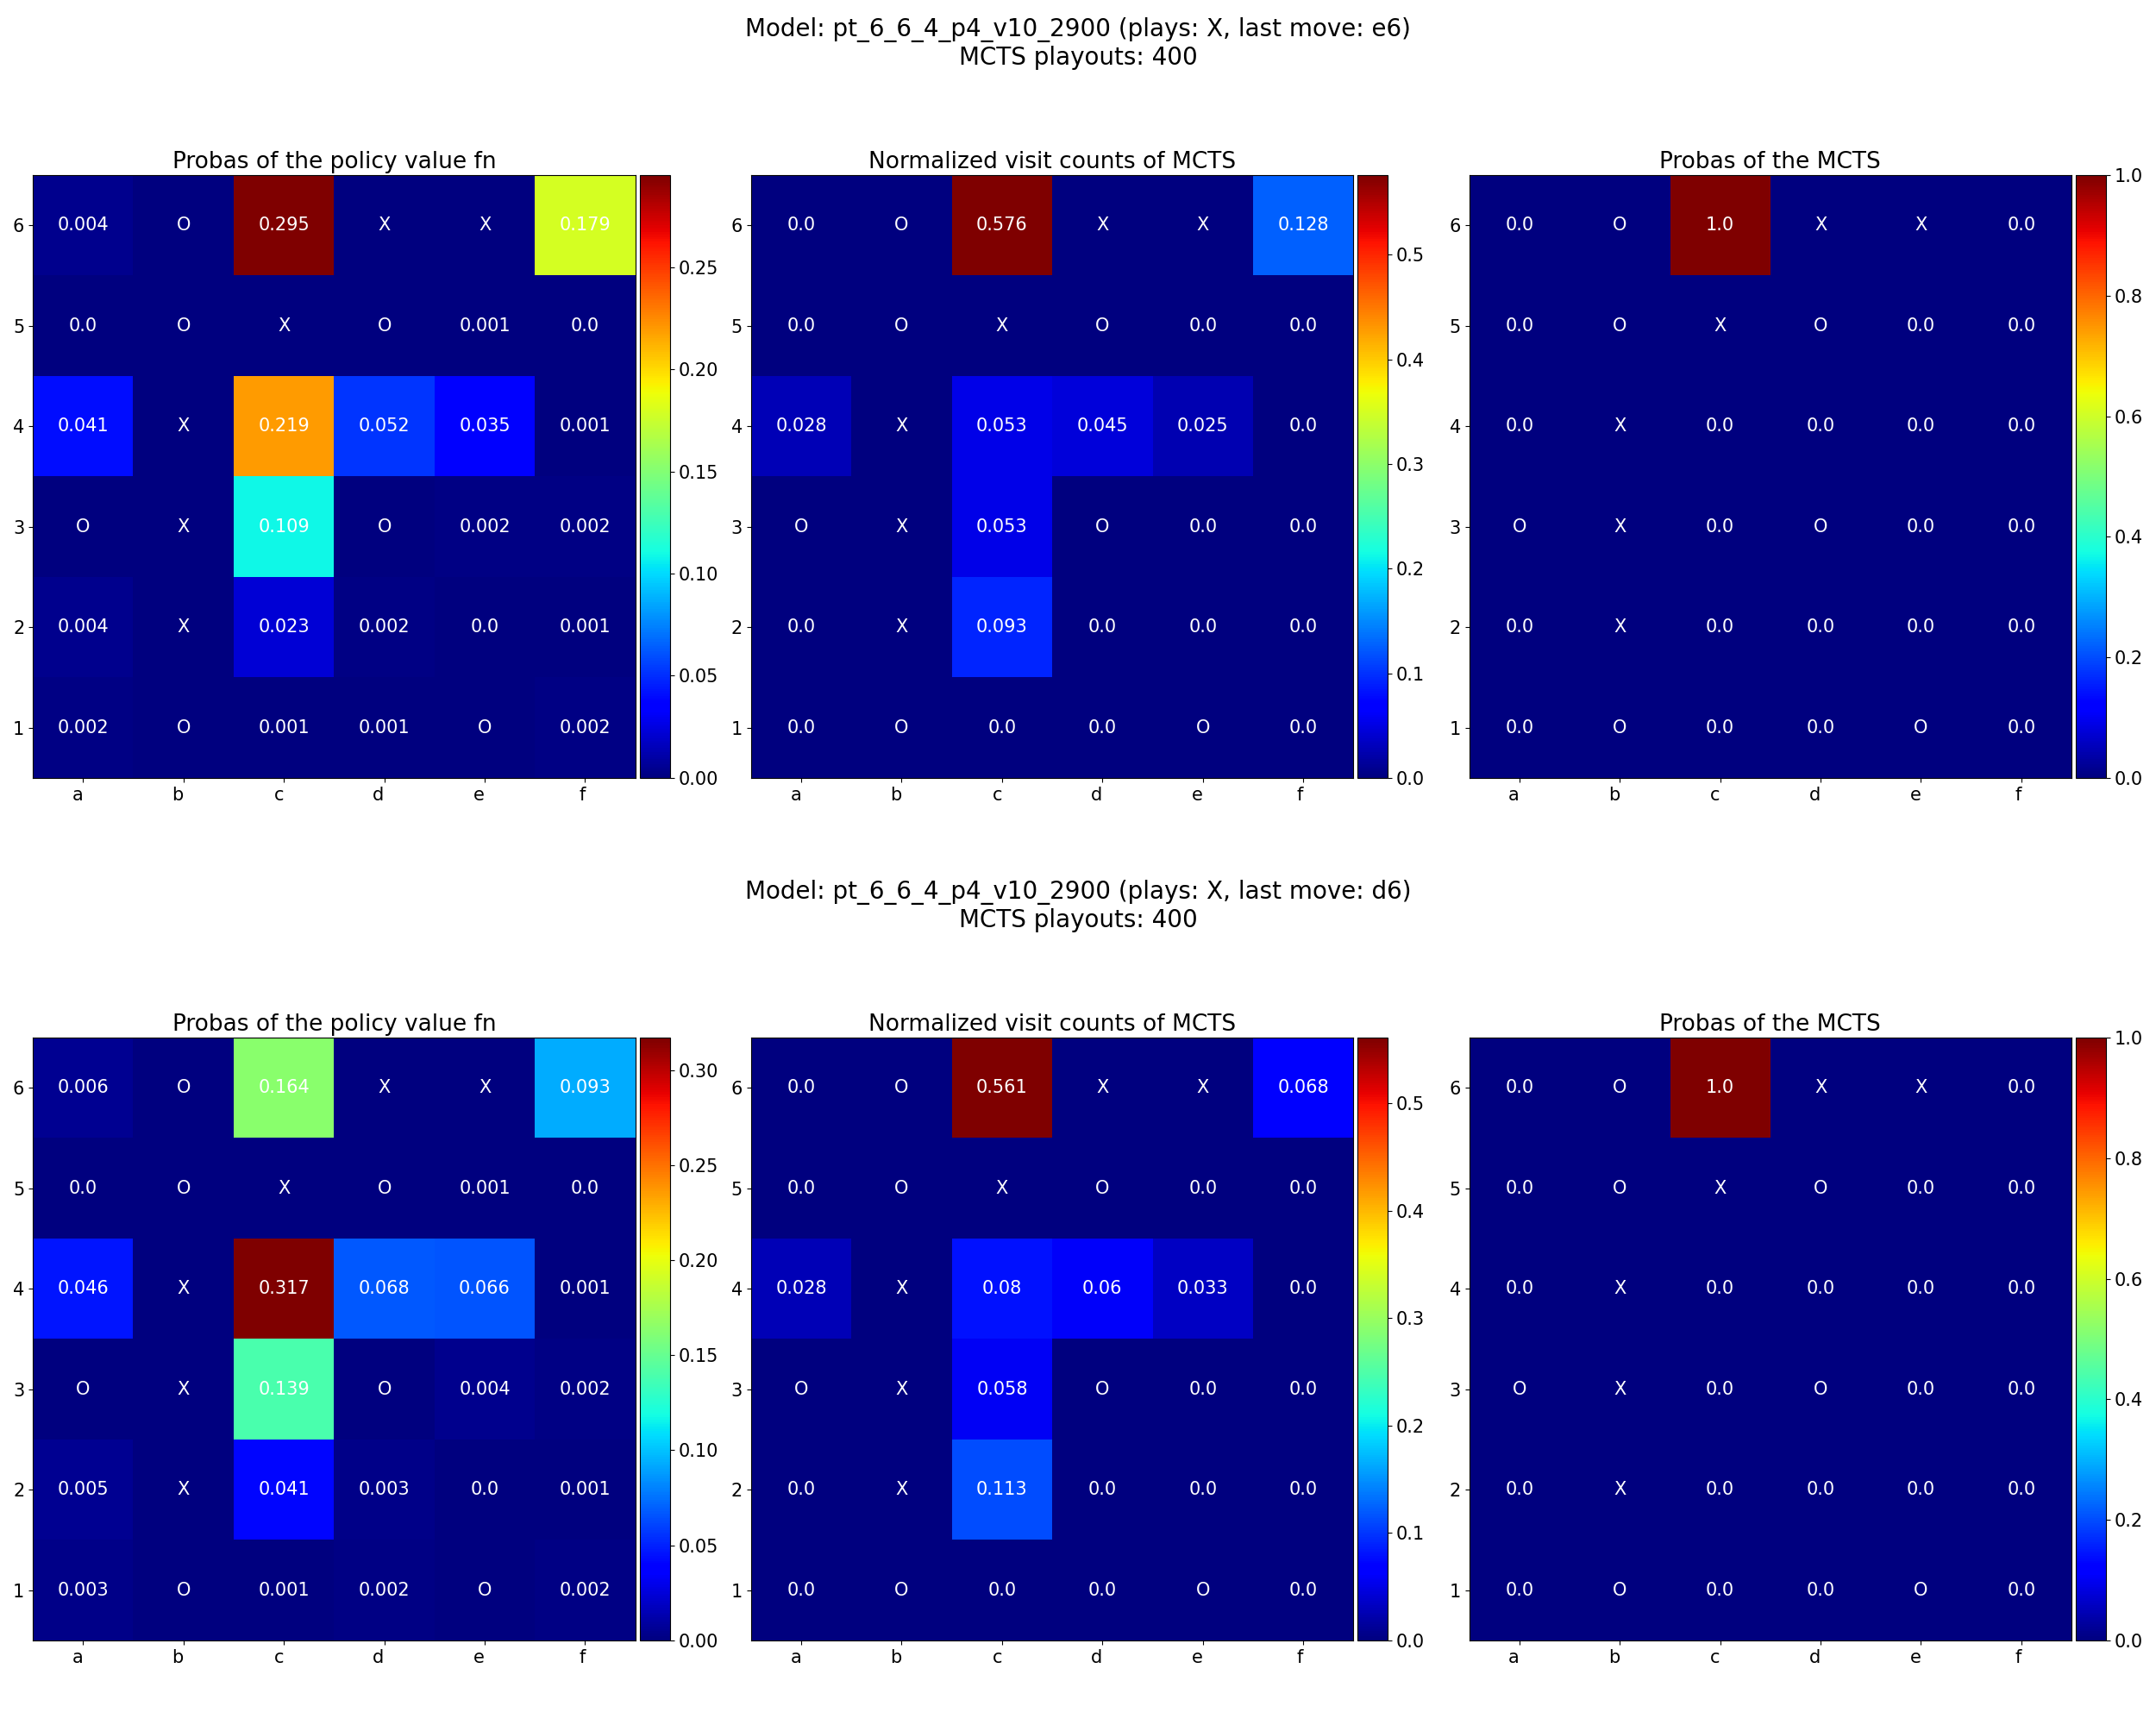 Model: pt_6_6_4_p4_v10_2900 (plays: X, last move: e6)
MCTS playouts: 400
Probas of the policy value fn
6 0.004 O 0.295 X X 0.179
5 0.0 O X O 0.001 0.0
4 0.041 X 0.219 0.052 0.035 0.001
3 O X 0.109 O 0.002 0.002
2 0.004 X 0.023 0.002 0.0 0.001
1 0.002 O 0.001 0.001 O 0.002
a b c d e f
0.25
0.20
0.15
0.10
0.05
0.00
Normalized visit counts of MCTS
6 0.0 O 0.576 X X 0.128
5 0.0 O X O 0.0 0.0
4 0.028 X 0.053 0.045 0.025 0.0
3 O X 0.053 O 0.0 0.0
2 0.0 X 0.093 0.0 0.0 0.0
1 0.0 O 0.0 0.0 O 0.0
a b c d e f
0.5
0.4
0.3
0.2
0.1
0.0
Probas of the MCTS
6 0.0 O 1.0 X X 0.0
5 0.0 O X O 0.0 0.0
4 0.0 X 0.0 0.0 0.0 0.0
3 O X 0.0 O 0.0 0.0
2 0.0 X 0.0 0.0 0.0 0.0
1 0.0 O 0.0 0.0 O 0.0
a b c d e f
1.0
0.8
0.6
0.4
0.2
0.0
Model: pt_6_6_4_p4_v10_2900 (plays: X, last move: d6)
MCTS playouts: 400
Probas of the policy value fn
6 0.006 O 0.164 X X 0.093
5 0.0 O X O 0.001 0.0
4 0.046 X 0.317 0.068 0.066 0.001
3 O X 0.139 O 0.004 0.002
2 0.005 X 0.041 0.003 0.0 0.001
1 0.003 O 0.001 0.002 O 0.002
a b c d e f
0.30
0.25
0.20
0.15
0.10
0.05
0.00
Normalized visit counts of MCTS
6 0.0 O 0.561 X X 0.068
5 0.0 O X O 0.0 0.0
4 0.028 X 0.08 0.06 0.033 0.0
3 O X 0.058 O 0.0 0.0
2 0.0 X 0.113 0.0 0.0 0.0
1 0.0 O 0.0 0.0 O 0.0
a b c d e f
0.5
0.4
0.3
0.2
0.1
0.0
Probas of the MCTS
6 0.0 O 1.0 X X 0.0
5 0.0 O X O 0.0 0.0
4 0.0 X 0.0 0.0 0.0 0.0
3 O X 0.0 O 0.0 0.0
2 0.0 X 0.0 0.0 0.0 0.0
1 0.0 O 0.0 0.0 O 0.0
a b c d e f
1.0
0.8
0.6
0.4
0.2
0.0